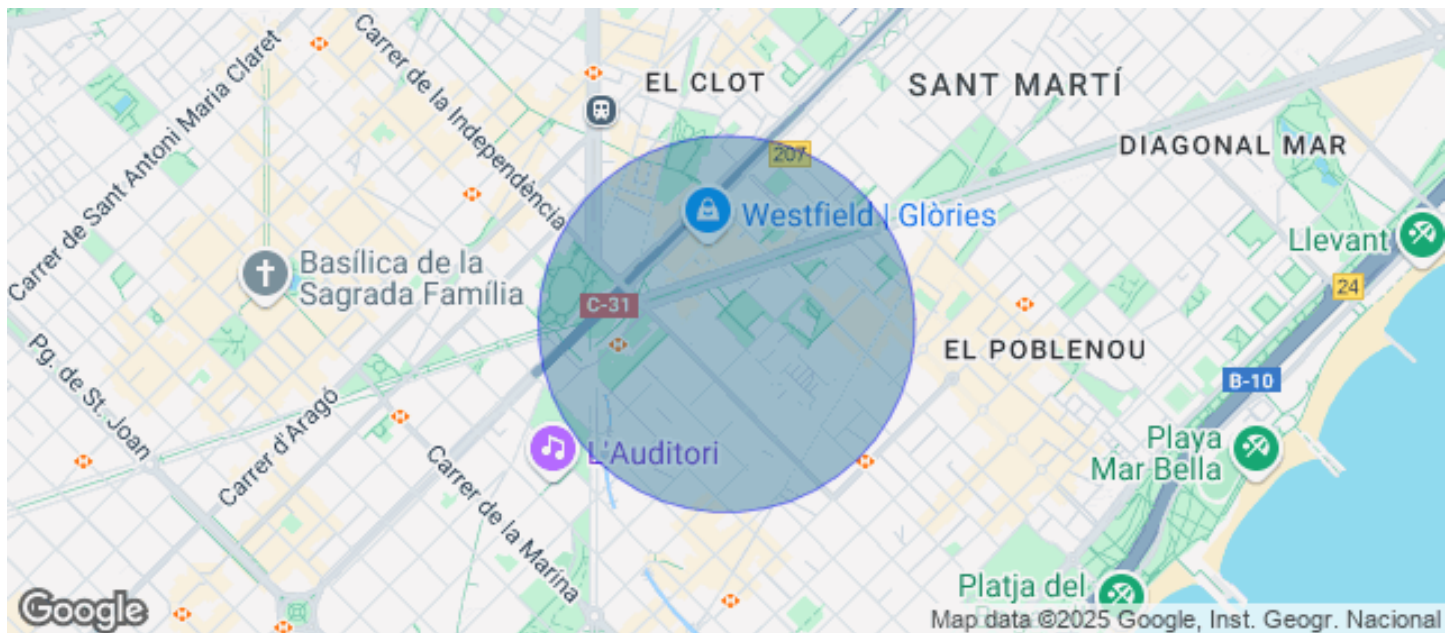 Carrer de Sant Antoni Maria Claret
Carrer de la Independència
EL CLOT
SANT MARTÍ
207
DIAGONAL MAR
Westfield | Glòries
Llevant
Basílica de la
Sagrada Família
C-31
24
EL POBLENOU
Pg. de St. Joan
B-10
Carrer d'Aragó
L'Auditori
Playa
Mar Bella
Carrer de la Marina
Platja del
Google
Map data ©2025 Google, Inst. Geogr. Nacional